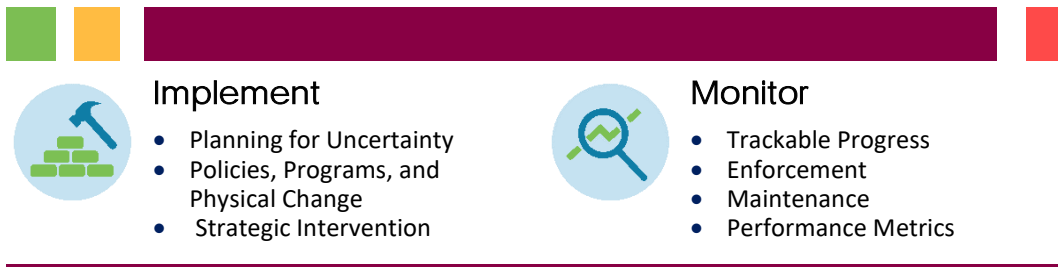 Implement
• Planning for Uncertainty
• Policies, Programs, and
Physical Change
• Strategic Intervention
Monitor
• Trackable Progress
• Enforcement
• Maintenance
• Performance Metrics